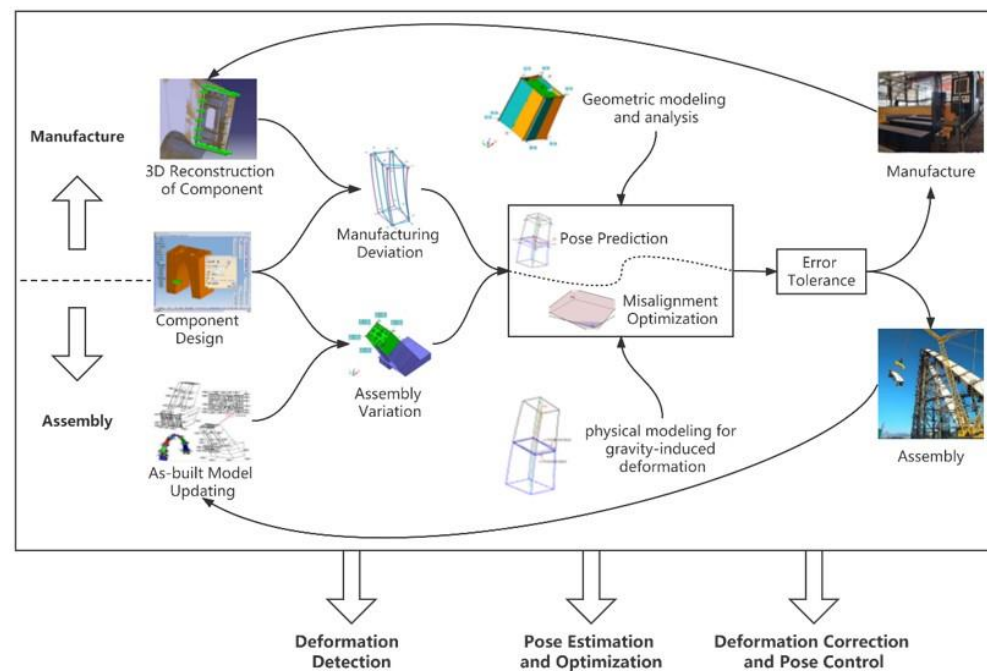 Manufacture
3D Reconstruction
of Component
Manufacturing
Deviation
Geometric modeling
and analysis
Manufacture
Component
Design
Pose Prediction
Misalignment
Optimization
Error
Tolerance
Assembly
As-built Model
Updating
Assembly
Variation
physical modeling for
gravity-induced
deformation
Assembly
Deformation
Detection
Pose Estimation
and Optimization
Deformation Correction
and Pose Control